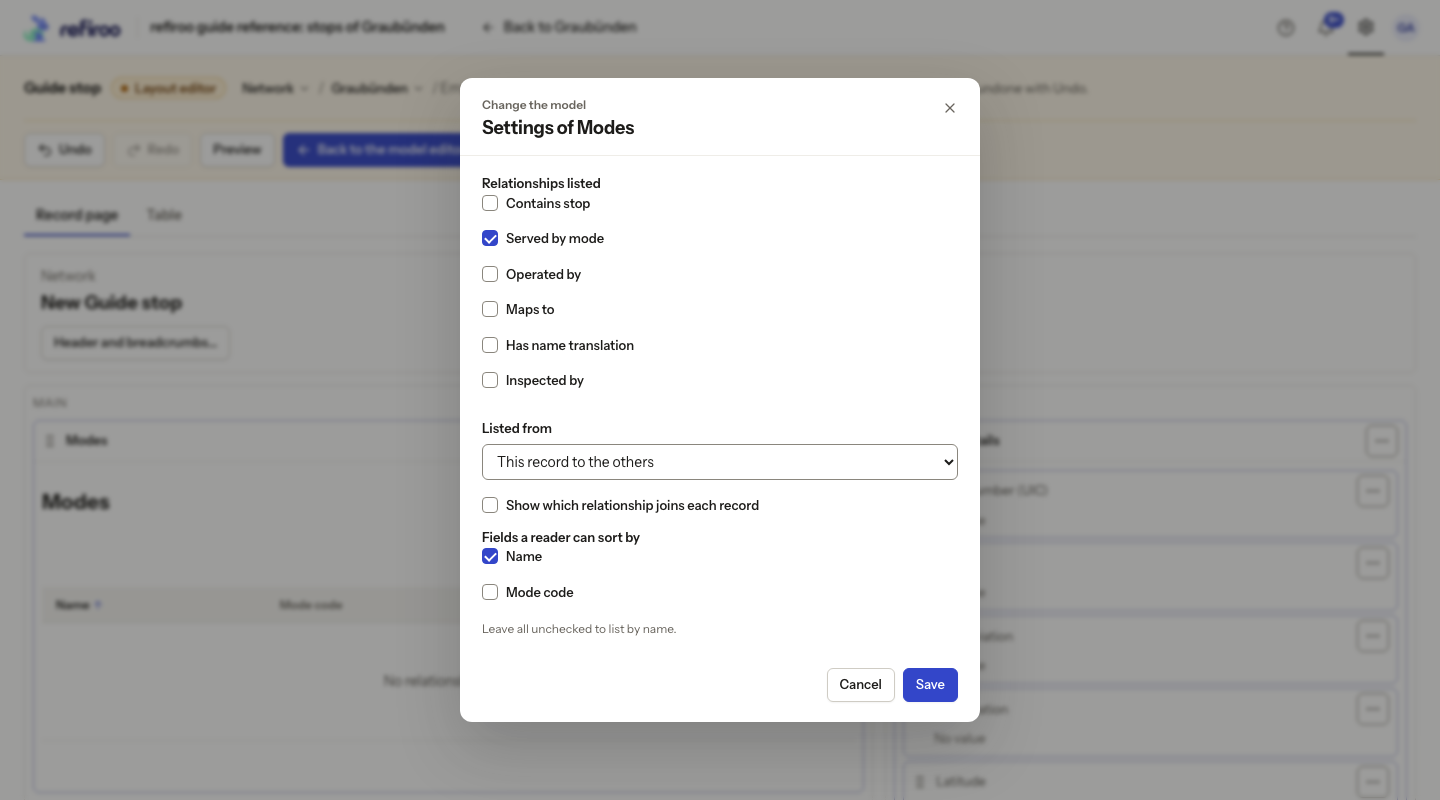 refiroo
refiroo guide reference: stops of Graubünden
Back to Graubünden
GA
Guide stop
Layout editor
Network / Graubünden /
undone with Undo.
Undo
Redo
Preview
Back to the model editor
Record page
Table
Network
New Guide stop
Header and breadcrumbs...
MAIN
Modes
Modes
Name
Mode code
No value
Latitude
Change the model
Settings of Modes
Relationships listed
Contains stop
Served by mode
Operated by
Maps to
Has name translation
Inspected by
Listed from
This record to the others
Show which relationship joins each record
Fields a reader can sort by
Name
Mode code
Leave all unchecked to list by name.
Cancel
Save